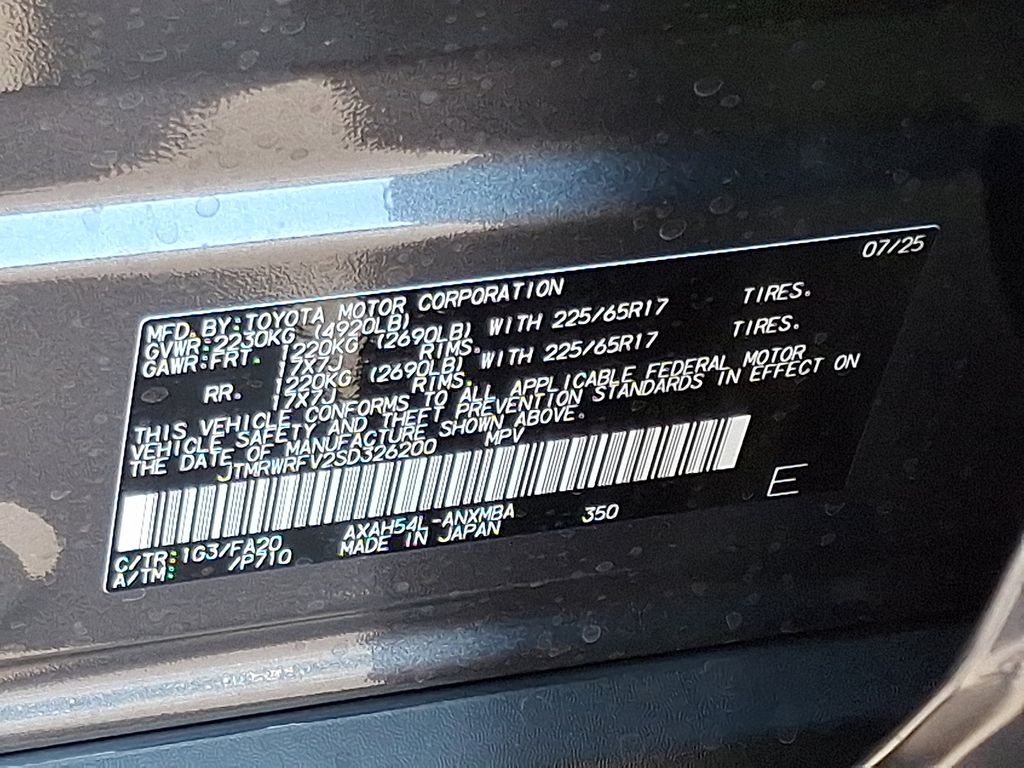 07/25
MFD. BY: TOYOTA MOTOR CORPORATION
GVWR: 2230KG (4920LB)
GAWR: FRT. 1220KG (2690LB) WITH 225/65R17 TIRES.
17X7J RIMS.
RR. 1220KG (2690LB) WITH 225/65R17 TIRES.
17X7J RIMS.
THIS VEHICLE CONFORMS TO ALL APPLICABLE FEDERAL MOTOR
VEHICLE SAFETY AND THEFT PREVENTION STANDARDS IN EFFECT ON
THE DATE OF MANUFACTURE SHOWN ABOVE.
JTMRWRFV2SD326200 MPV
E
C/TR: 1G3/FA20 AXAH54L-ANXMBA 350
A/TM: /P710 MADE IN JAPAN